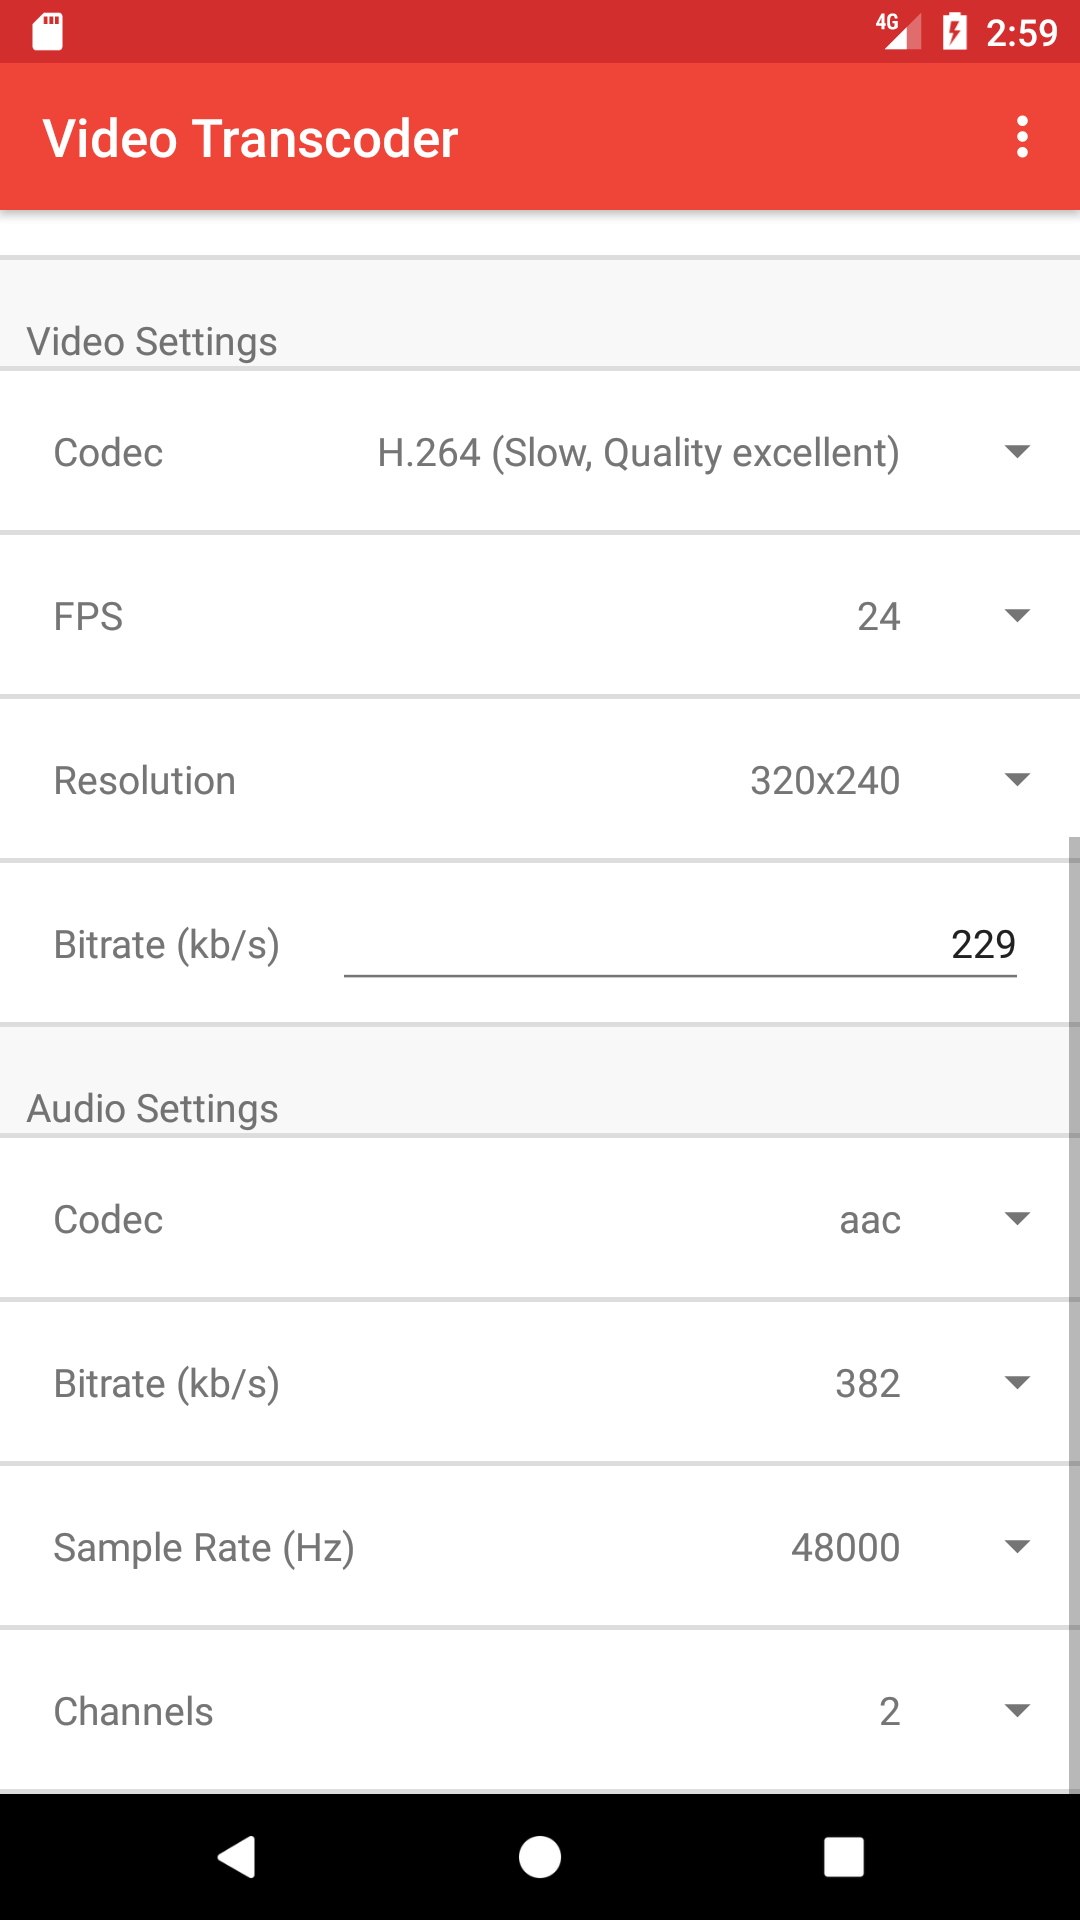 4G 2:59
Video Transcoder
Video Settings
Codec H.264 (Slow, Quality excellent)
FPS 24
Resolution 320x240
Bitrate (kb/s) 229
Audio Settings
Codec aac
Bitrate (kb/s) 382
Sample Rate (Hz) 48000
Channels 2